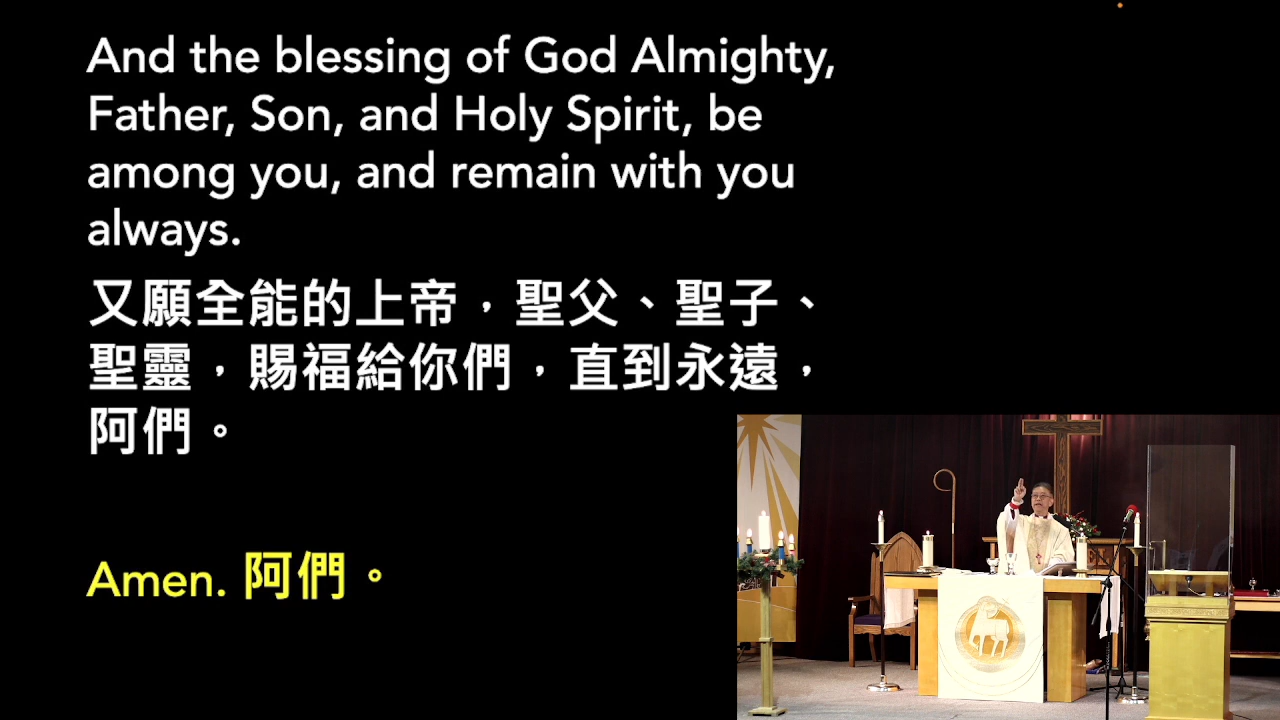 And the blessing of God Almighty,
Father, Son, and Holy Spirit, be
among you, and remain with you
always.
又願全能的上帝，聖父、聖子、
聖靈，賜福給你們，直到永遠，
阿們。
Amen. 阿們。